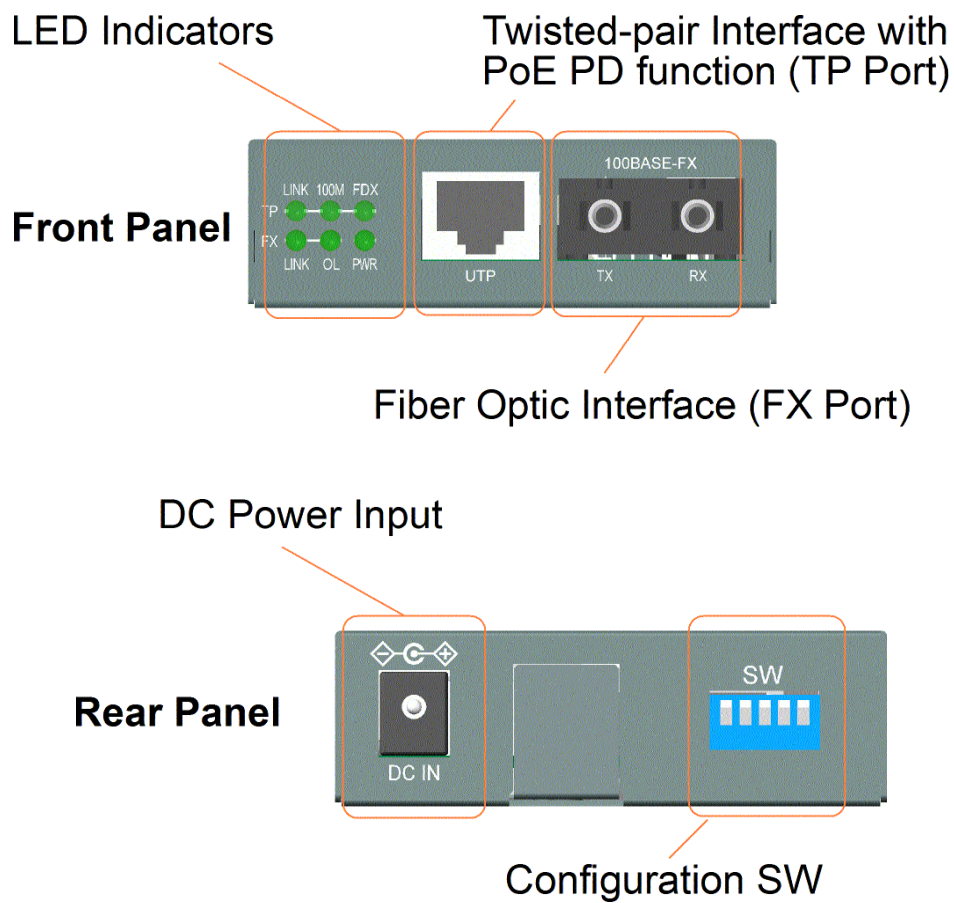 LED Indicators
Twisted-pair Interface with
PoE PD function (TP Port)
Front Panel
LINK 100M FDX
TP
FX
LINK OL PWR
UTP
100BASE-FX
TX RX
Fiber Optic Interface (FX Port)
DC Power Input
Rear Panel
DC IN
SW
Configuration SW